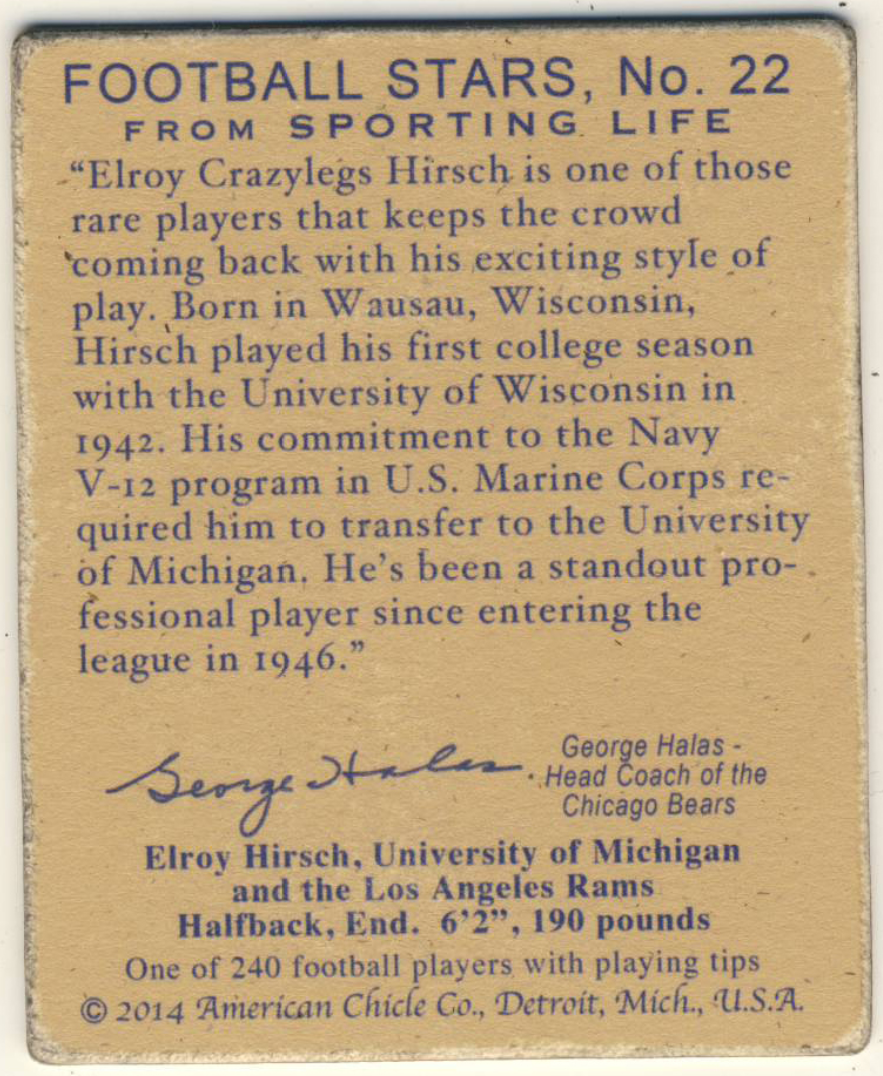 FOOTBALL STARS, No. 22
FROM SPORTING LIFE
“Elroy Crazylegs Hirsch is one of those
rare players that keeps the crowd
coming back with his exciting style of
play. Born in Wausau, Wisconsin,
Hirsch played his first college season
with the University of Wisconsin in
1942. His commitment to the Navy
V-12 program in U.S. Marine Corps re-
quired him to transfer to the University
of Michigan. He’s been a standout pro-
fessional player since entering the
league in 1946.”
George Halas
George Halas -
Head Coach of the
Chicago Bears
Elroy Hirsch, University of Michigan
and the Los Angeles Rams
Halfback, End. 6’2”, 190 pounds
One of 240 football players with playing tips
© 2014 American Chicle Co., Detroit, Mich., U.S.A.